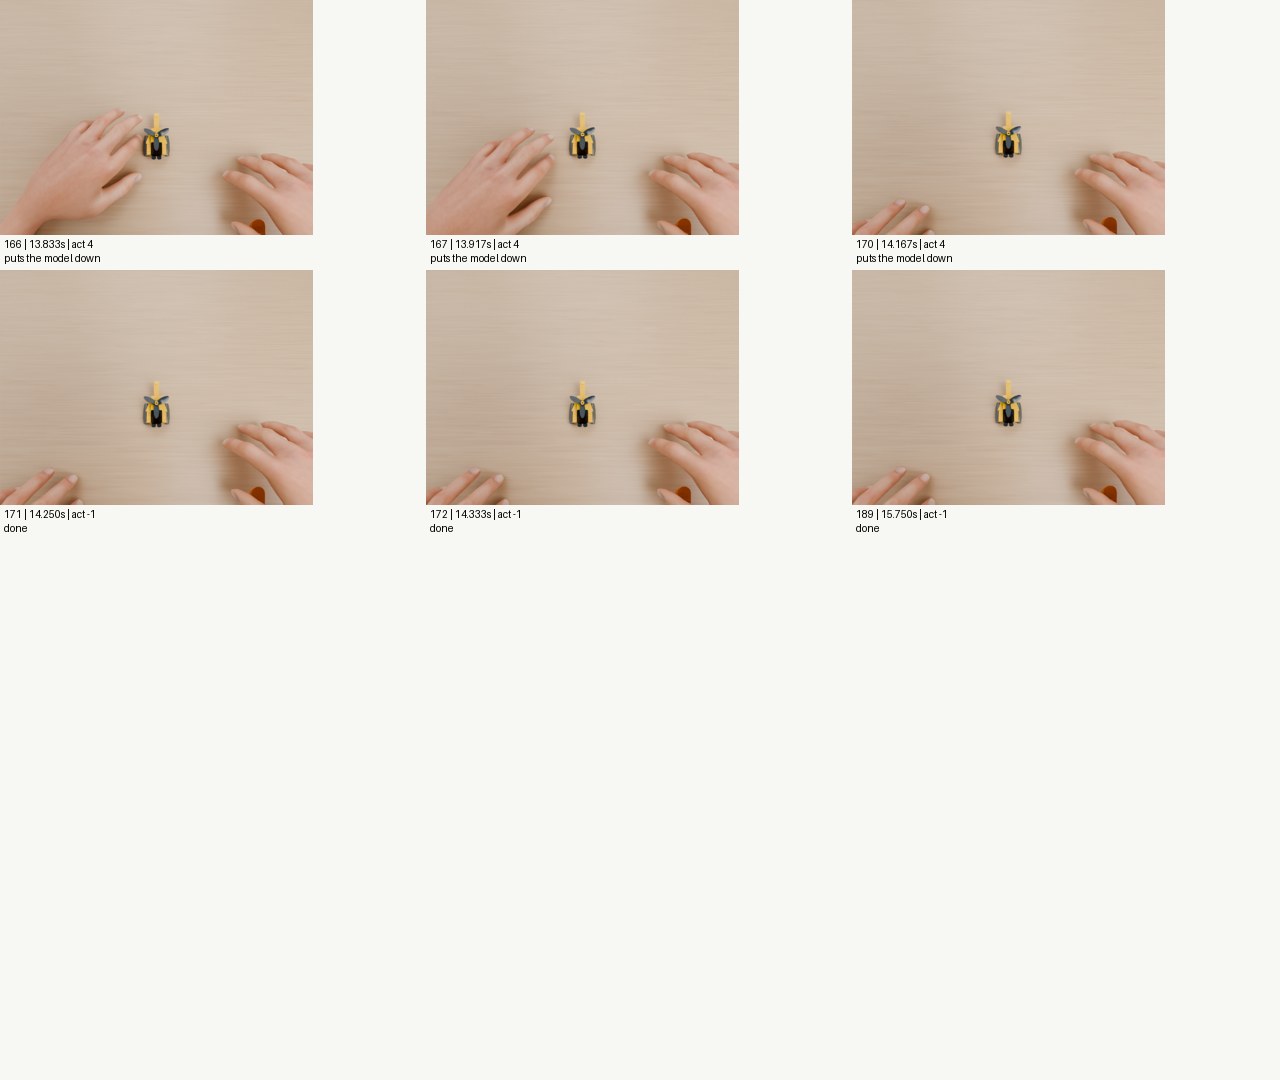 166 | 13.833s | act 4
puts the model down
167 | 13.917s | act 4
puts the model down
170 | 14.167s | act 4
puts the model down
171 | 14.250s | act -1
done
172 | 14.333s | act -1
done
189 | 15.750s | act -1
done